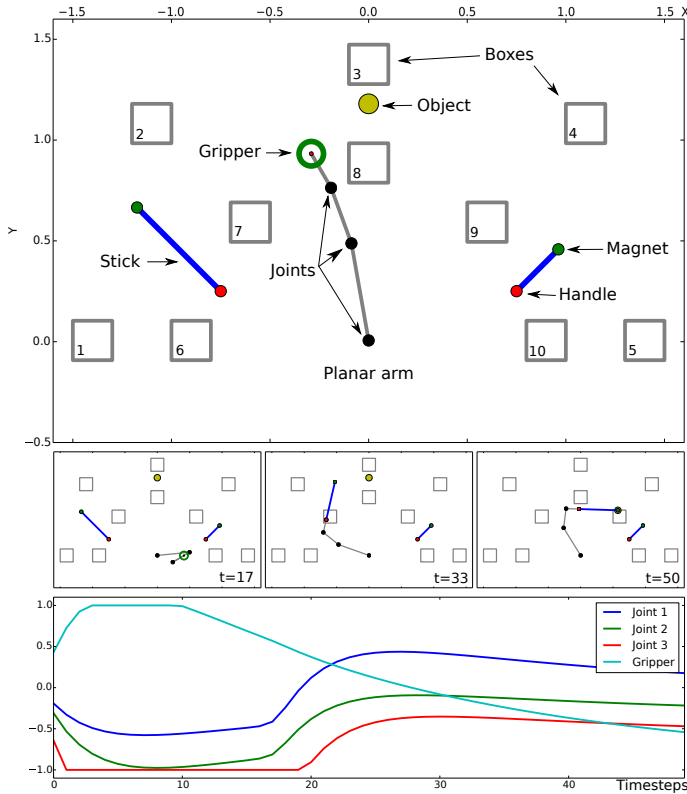 −1.5 −1.0 −0.5 0.0 0.5 1.0 X 1.5
1.5
1.0
0.5
0.0
−0.5
Y
3
Boxes
Object
2
4
Gripper
8
7
9
Stick
Joints
Magnet
Handle
1
6
10
5
Planar arm
t=17
t=33
t=50
1.0
0.5
0.0
−0.5
−1.0
Joint 1
Joint 2
Joint 3
Gripper
0 10 20 30 40
Timesteps